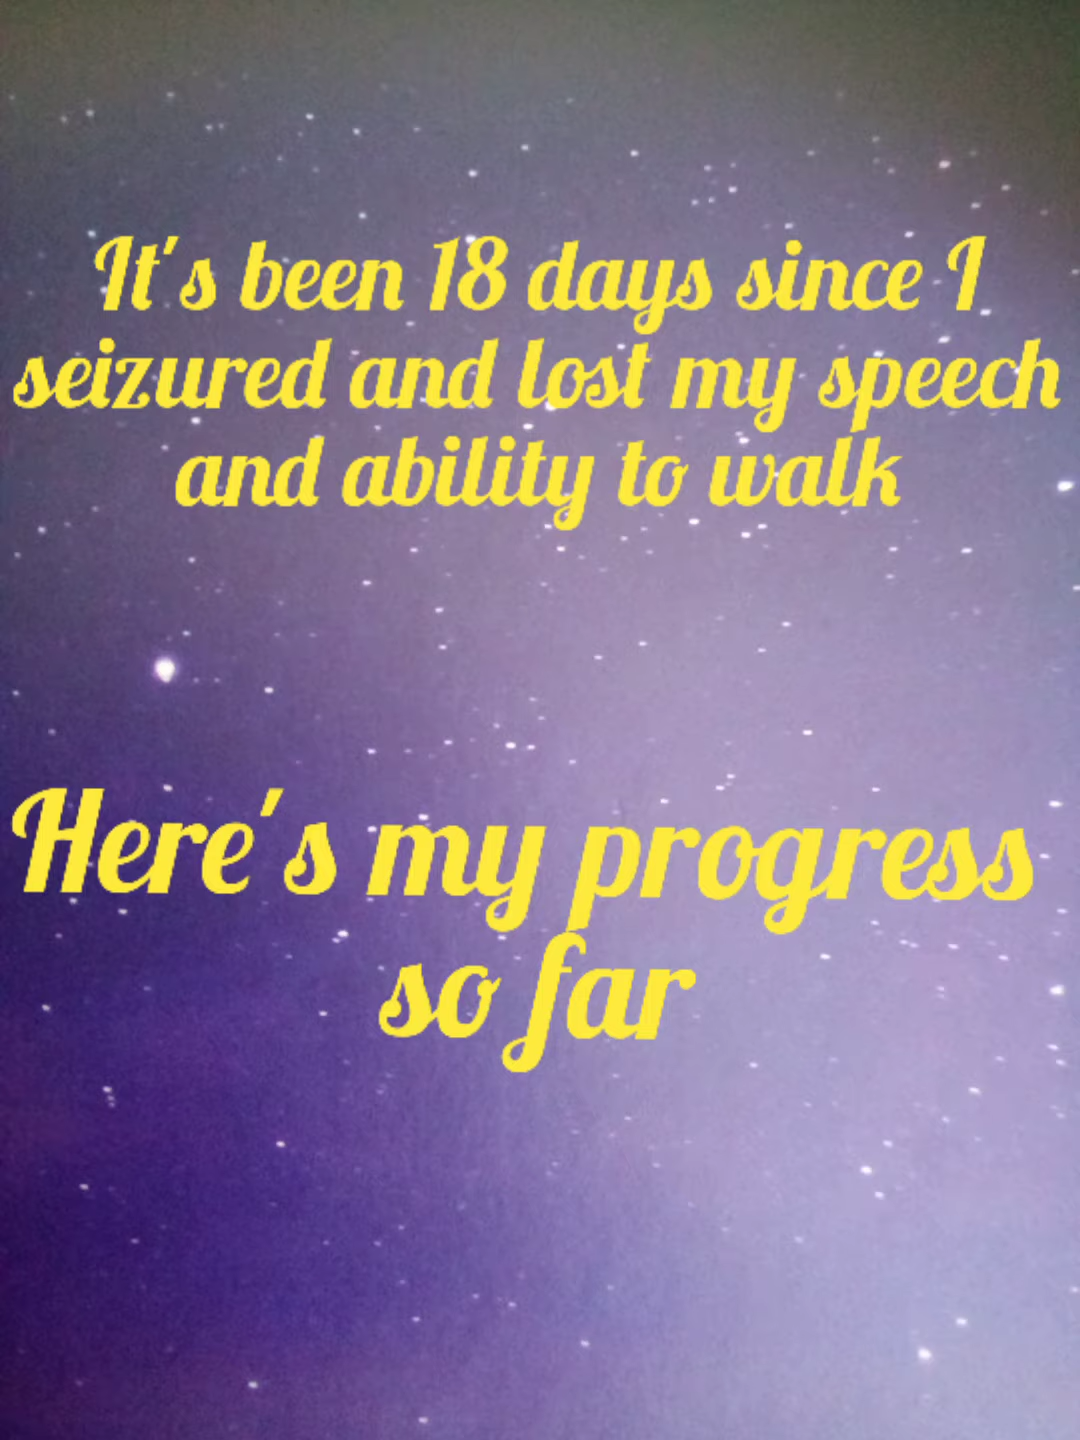 It's been 18 days since I
seizured and lost my speech
and ability to walk
Here's my progress
so far